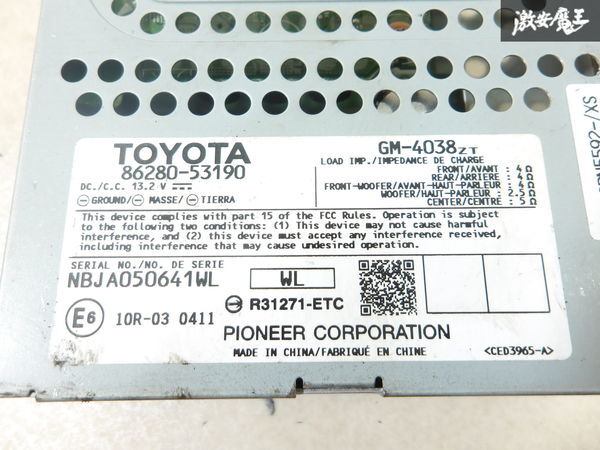 激安魔王
TOYOTA
86280-53190
DC./C.C. 13.2 V
GROUND/ MASSE/ TIERRA
GM-4038ZT
LOAD IMP./IMPEDANCE DE CHARGE
FRONT/AVANT : 4Ω
REAR/ARRIÈRE : 4Ω
FRONT-WOOFER/AVANT-HAUT-PARLEUR : 4Ω
WOOFER/HAUT-PARLEUR : 2.5Ω
CENTER/CENTRE : 5Ω
This device complies with part 15 of the FCC Rules. Operation is subject
to the following two conditions: (1) This device may not cause harmful
interference, and (2) this device must accept any interference received,
including interference that may cause undesired operation.
SERIAL NO./NO. DE SERIE
NBJA050641WL
WL
R31271-ETC
E6 10R-03 0411
PIONEER CORPORATION
MADE IN CHINA/FABRIQUÉ EN CHINE
<CED3965-A>
5592-/XS